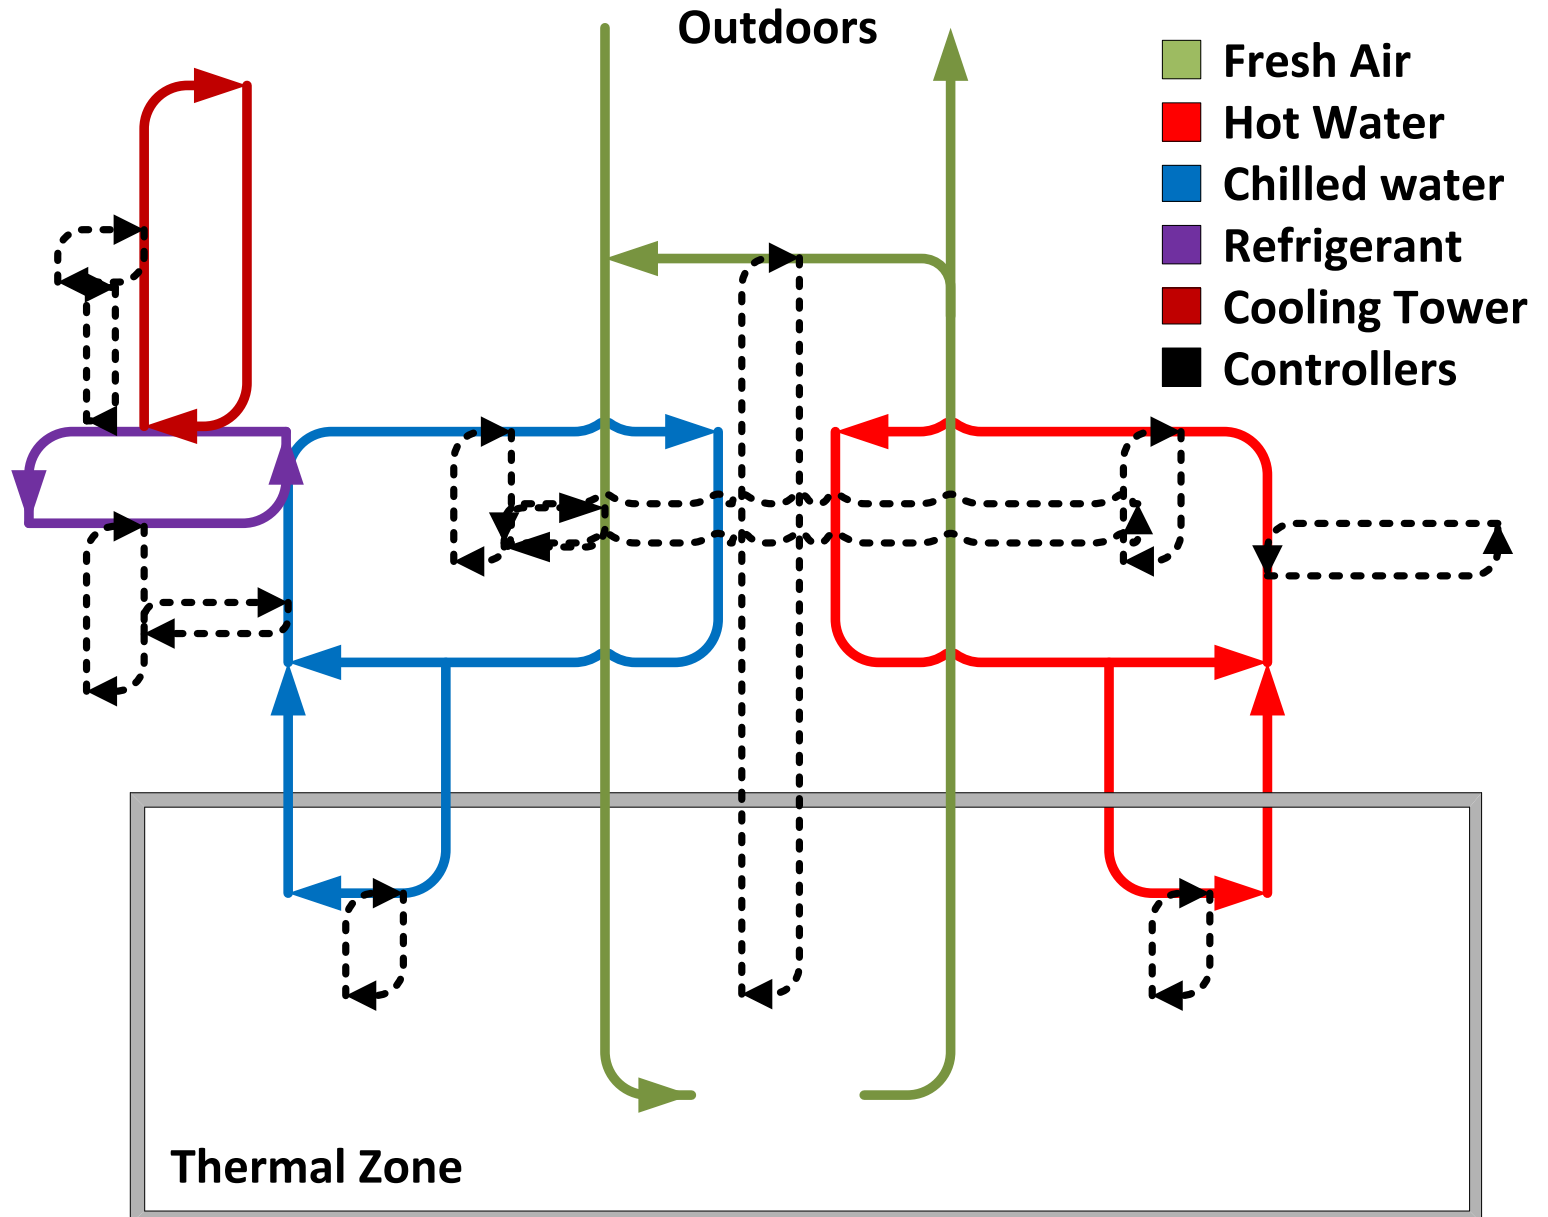 Outdoors
Fresh Air
Hot Water
Chilled water
Refrigerant
Cooling Tower
Controllers
Thermal Zone